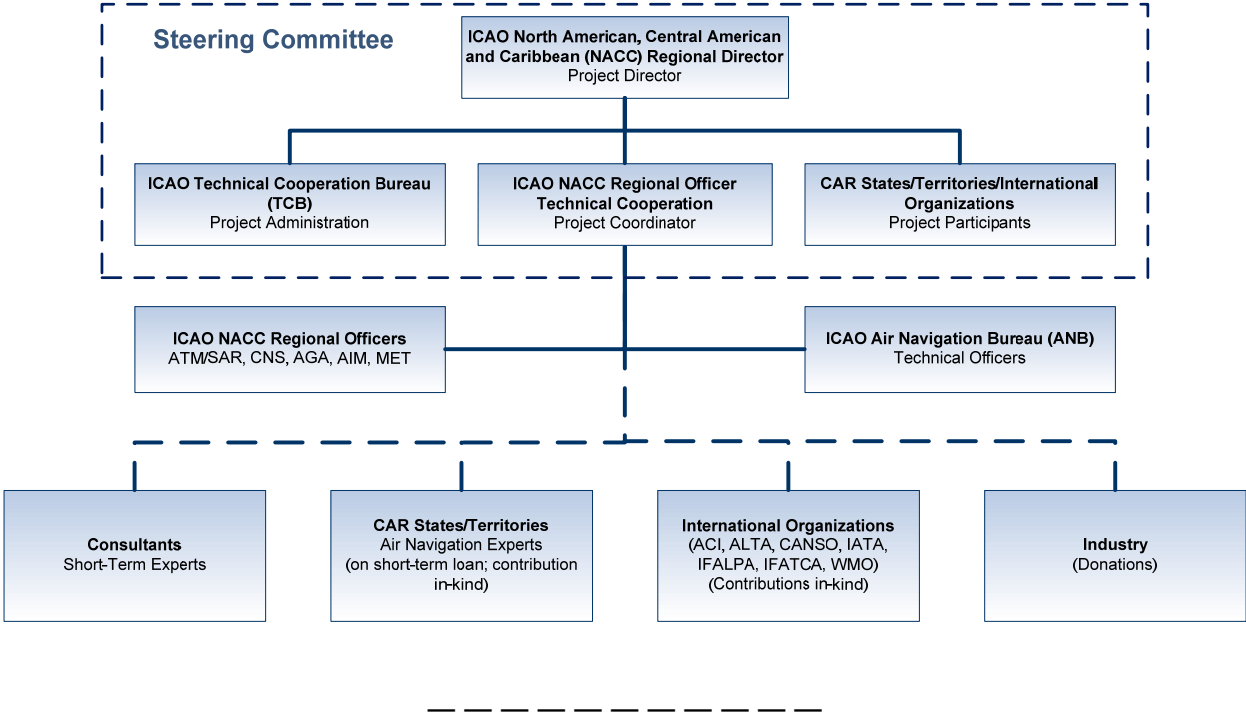 Steering Committee
ICAO North American, Central American
and Caribbean (NACC) Regional Director
Project Director
ICAO Technical Cooperation Bureau
(TCB)
Project Administration
ICAO NACC Regional Officer
Technical Cooperation
Project Coordinator
CAR States/Territories/International
Organizations
Project Participants
ICAO NACC Regional Officers
ATM/SAR, CNS, AGA, AIM, MET
ICAO Air Navigation Bureau (ANB)
Technical Officers
Consultants
Short-Term Experts
CAR States/Territories
Air Navigation Experts
(on short-term loan; contribution
in-kind)
International Organizations
(ACI, ALTA, CANSO, IATA,
IFALPA, IFATCA, WMO)
(Contributions in-kind)
Industry
(Donations)